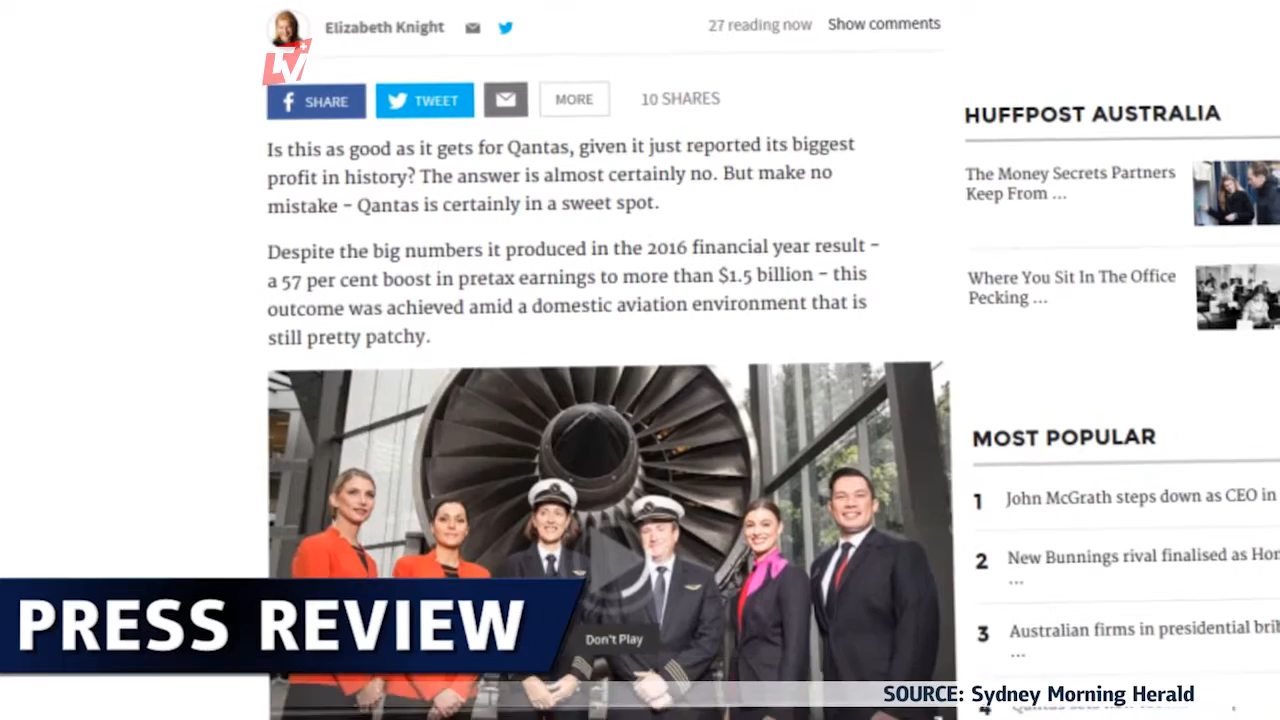 Elizabeth Knight
27 reading now
Show comments
TV
SHARE
TWEET
MORE
10 SHARES
Is this as good as it gets for Qantas, given it just reported its biggest
profit in history? The answer is almost certainly no. But make no
mistake – Qantas is certainly in a sweet spot.
Despite the big numbers it produced in the 2016 financial year result –
a 57 per cent boost in pretax earnings to more than $1.5 billion – this
outcome was achieved amid a domestic aviation environment that is
still pretty patchy.
HUFFPOST AUSTRALIA
The Money Secrets Partners
Keep From ...
Where You Sit In The Office
Pecking ...
MOST POPULAR
1 John McGrath steps down as CEO in
2 New Bunnings rival finalised as Hom
...
3 Australian firms in presidential brib
...
4
Don't Play
PRESS REVIEW
SOURCE: Sydney Morning Herald